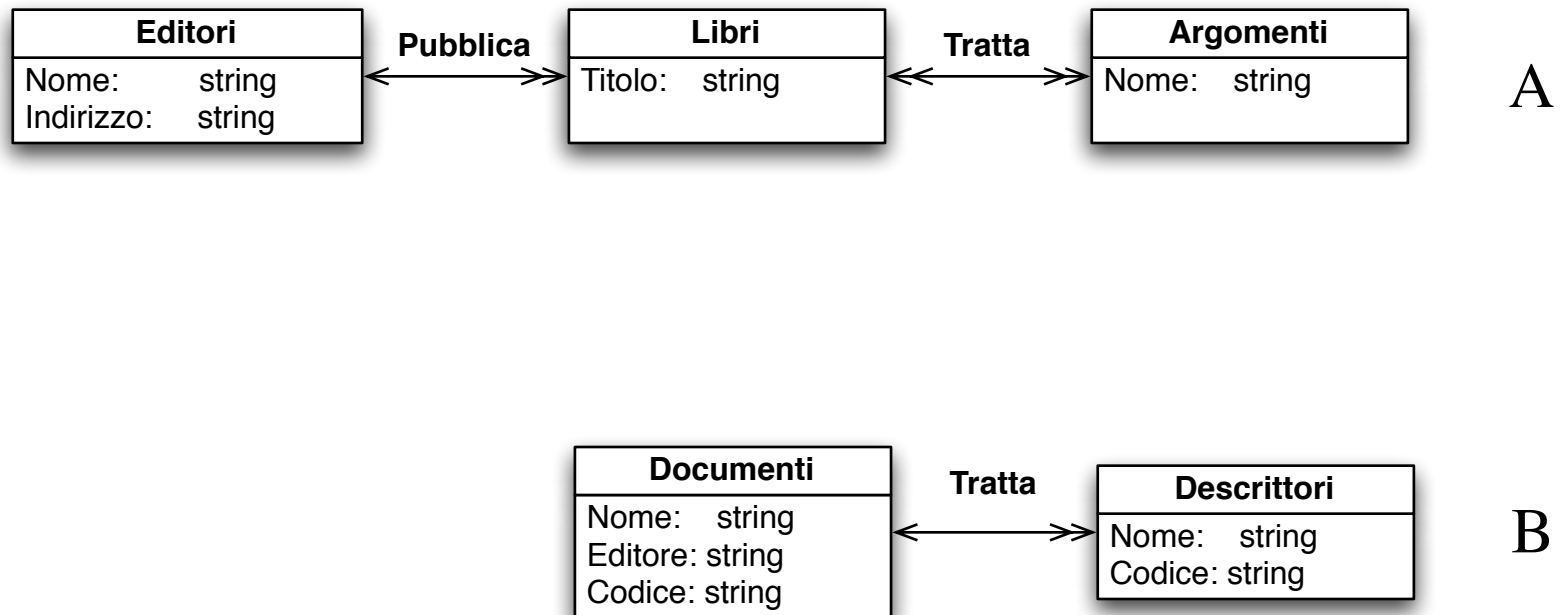 Editori
Nome: string
Indirizzo: string
Pubblica
Libri
Titolo: string
Tratta
Argomenti
Nome: string
A
Documenti
Nome: string
Editore: string
Codice: string
Tratta
Descrittori
Nome: string
Codice: string
B